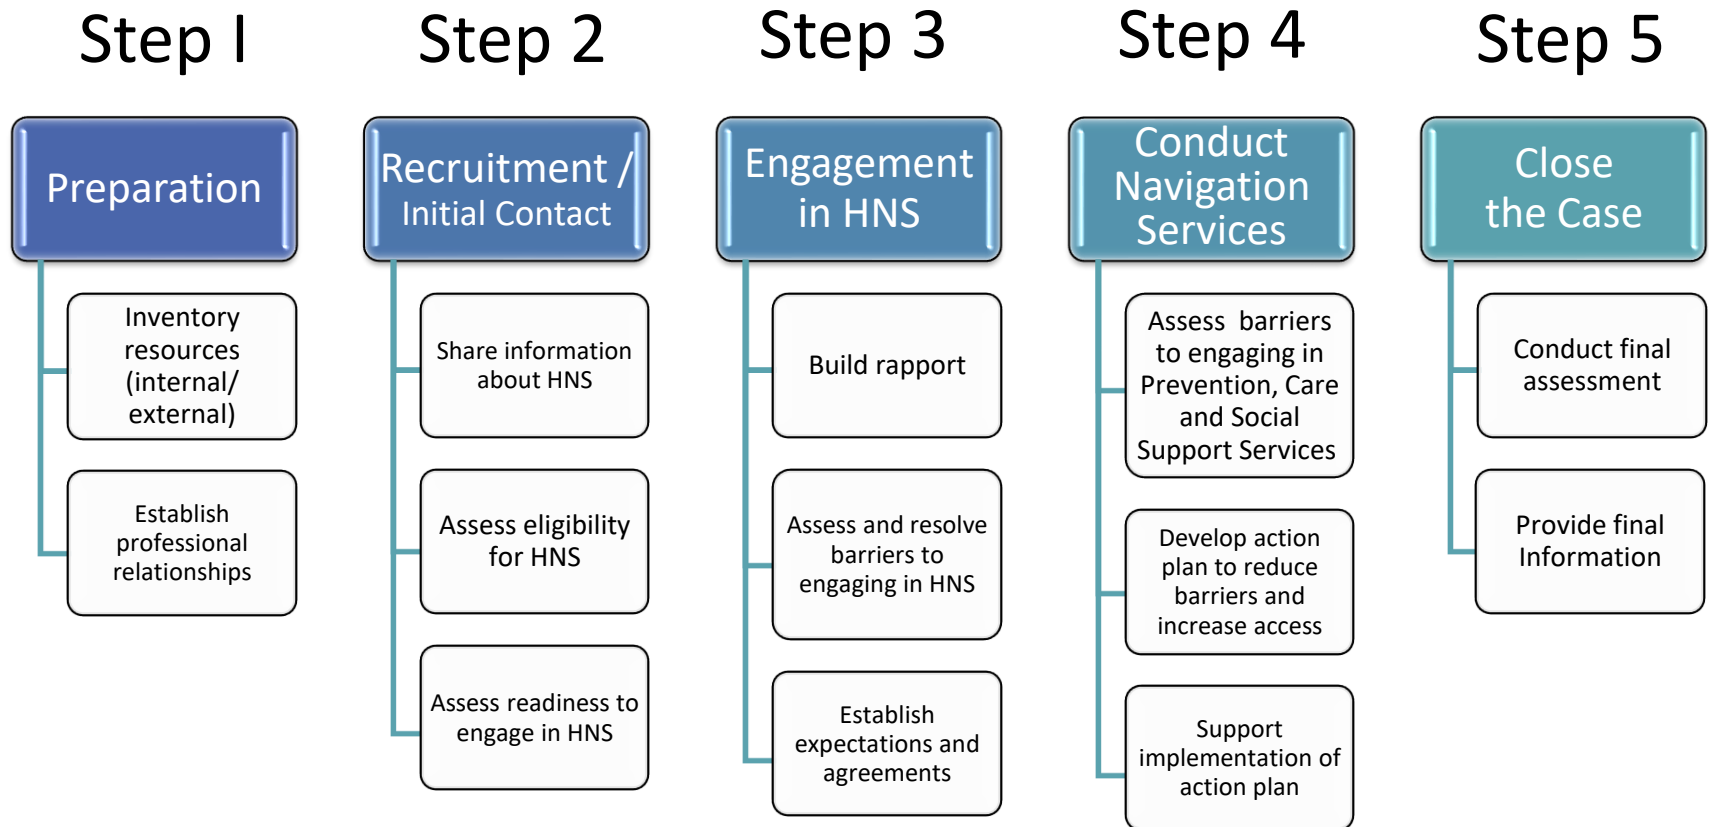 Step I
Step 2
Step 3
Step 4
Step 5
Preparation
Inventory
resources
(internal/
external)
Establish
professional
relationships
Recruitment /
Initial Contact
Share information
about HNS
Assess eligibility
for HNS
Assess readiness to
engage in HNS
Engagement
in HNS
Build rapport
Assess and resolve
barriers to
engaging in HNS
Establish
expectations and
agreements
Conduct
Navigation
Services
Assess barriers
to engaging in
Prevention, Care
and Social
Support Services
Develop action
plan to reduce
barriers and
increase access
Support
implementation of
action plan
Close
the Case
Conduct final
assessment
Provide final
Information